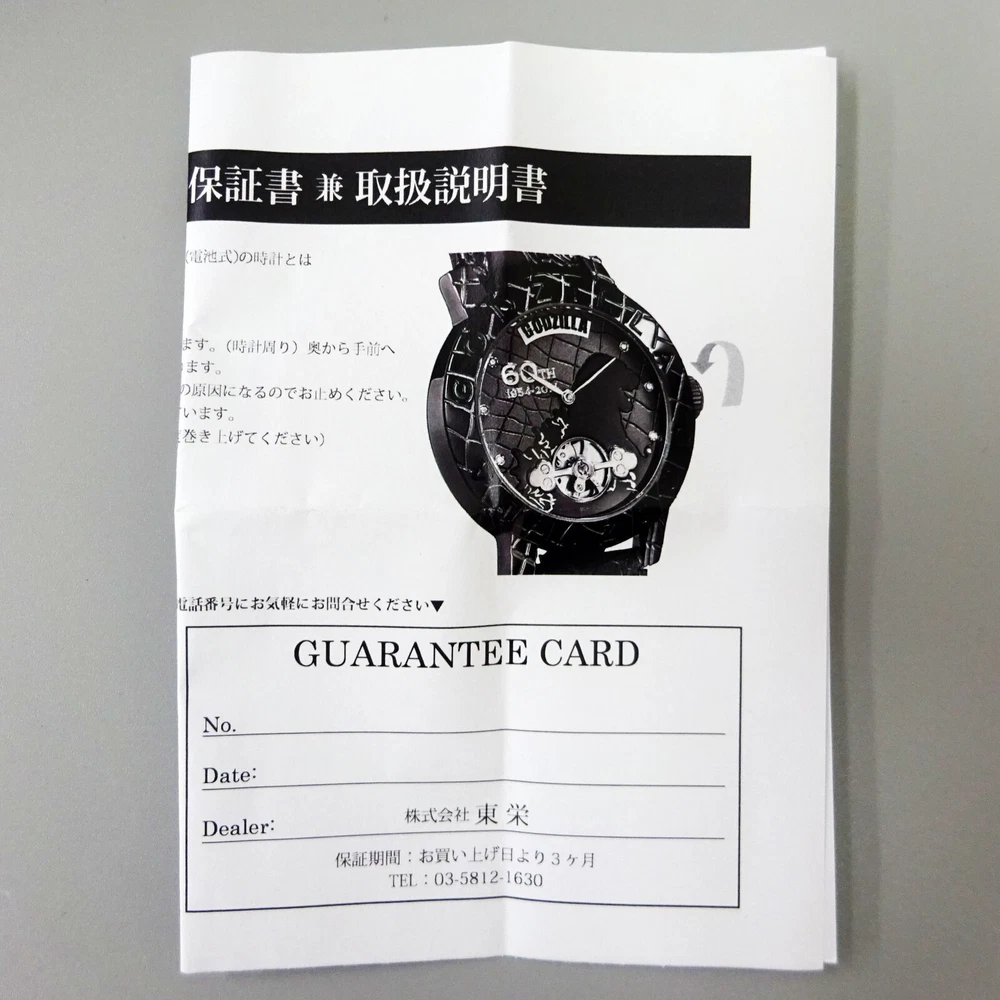 保証書 兼 取扱説明書
(電池式)の時計とは
ます。（時計周り）奥から手前へ
ます。
の原因になるのでお止めください。
います。
巻き上げてください）
GODZILLA
60TH
1954-20
電話番号にお気軽にお問合せください▼
GUARANTEE CARD
No.
Date:
Dealer: 株式会社 東栄
保証期間：お買い上げ日より3ヶ月
TEL：03-5812-1630